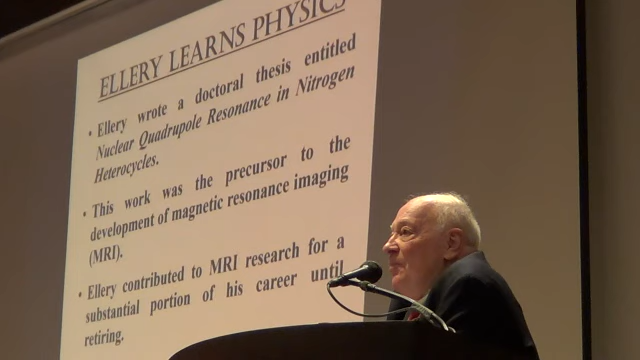 ELLERY LEARNS PHYSICS
• Ellery wrote a doctoral thesis entitled
Nuclear Quadrupole Resonance in Nitrogen
Heterocycles.
• This work was the precursor to the
development of magnetic resonance imaging
(MRI).
• Ellery contributed to MRI research for a
substantial portion of his career until
retiring.